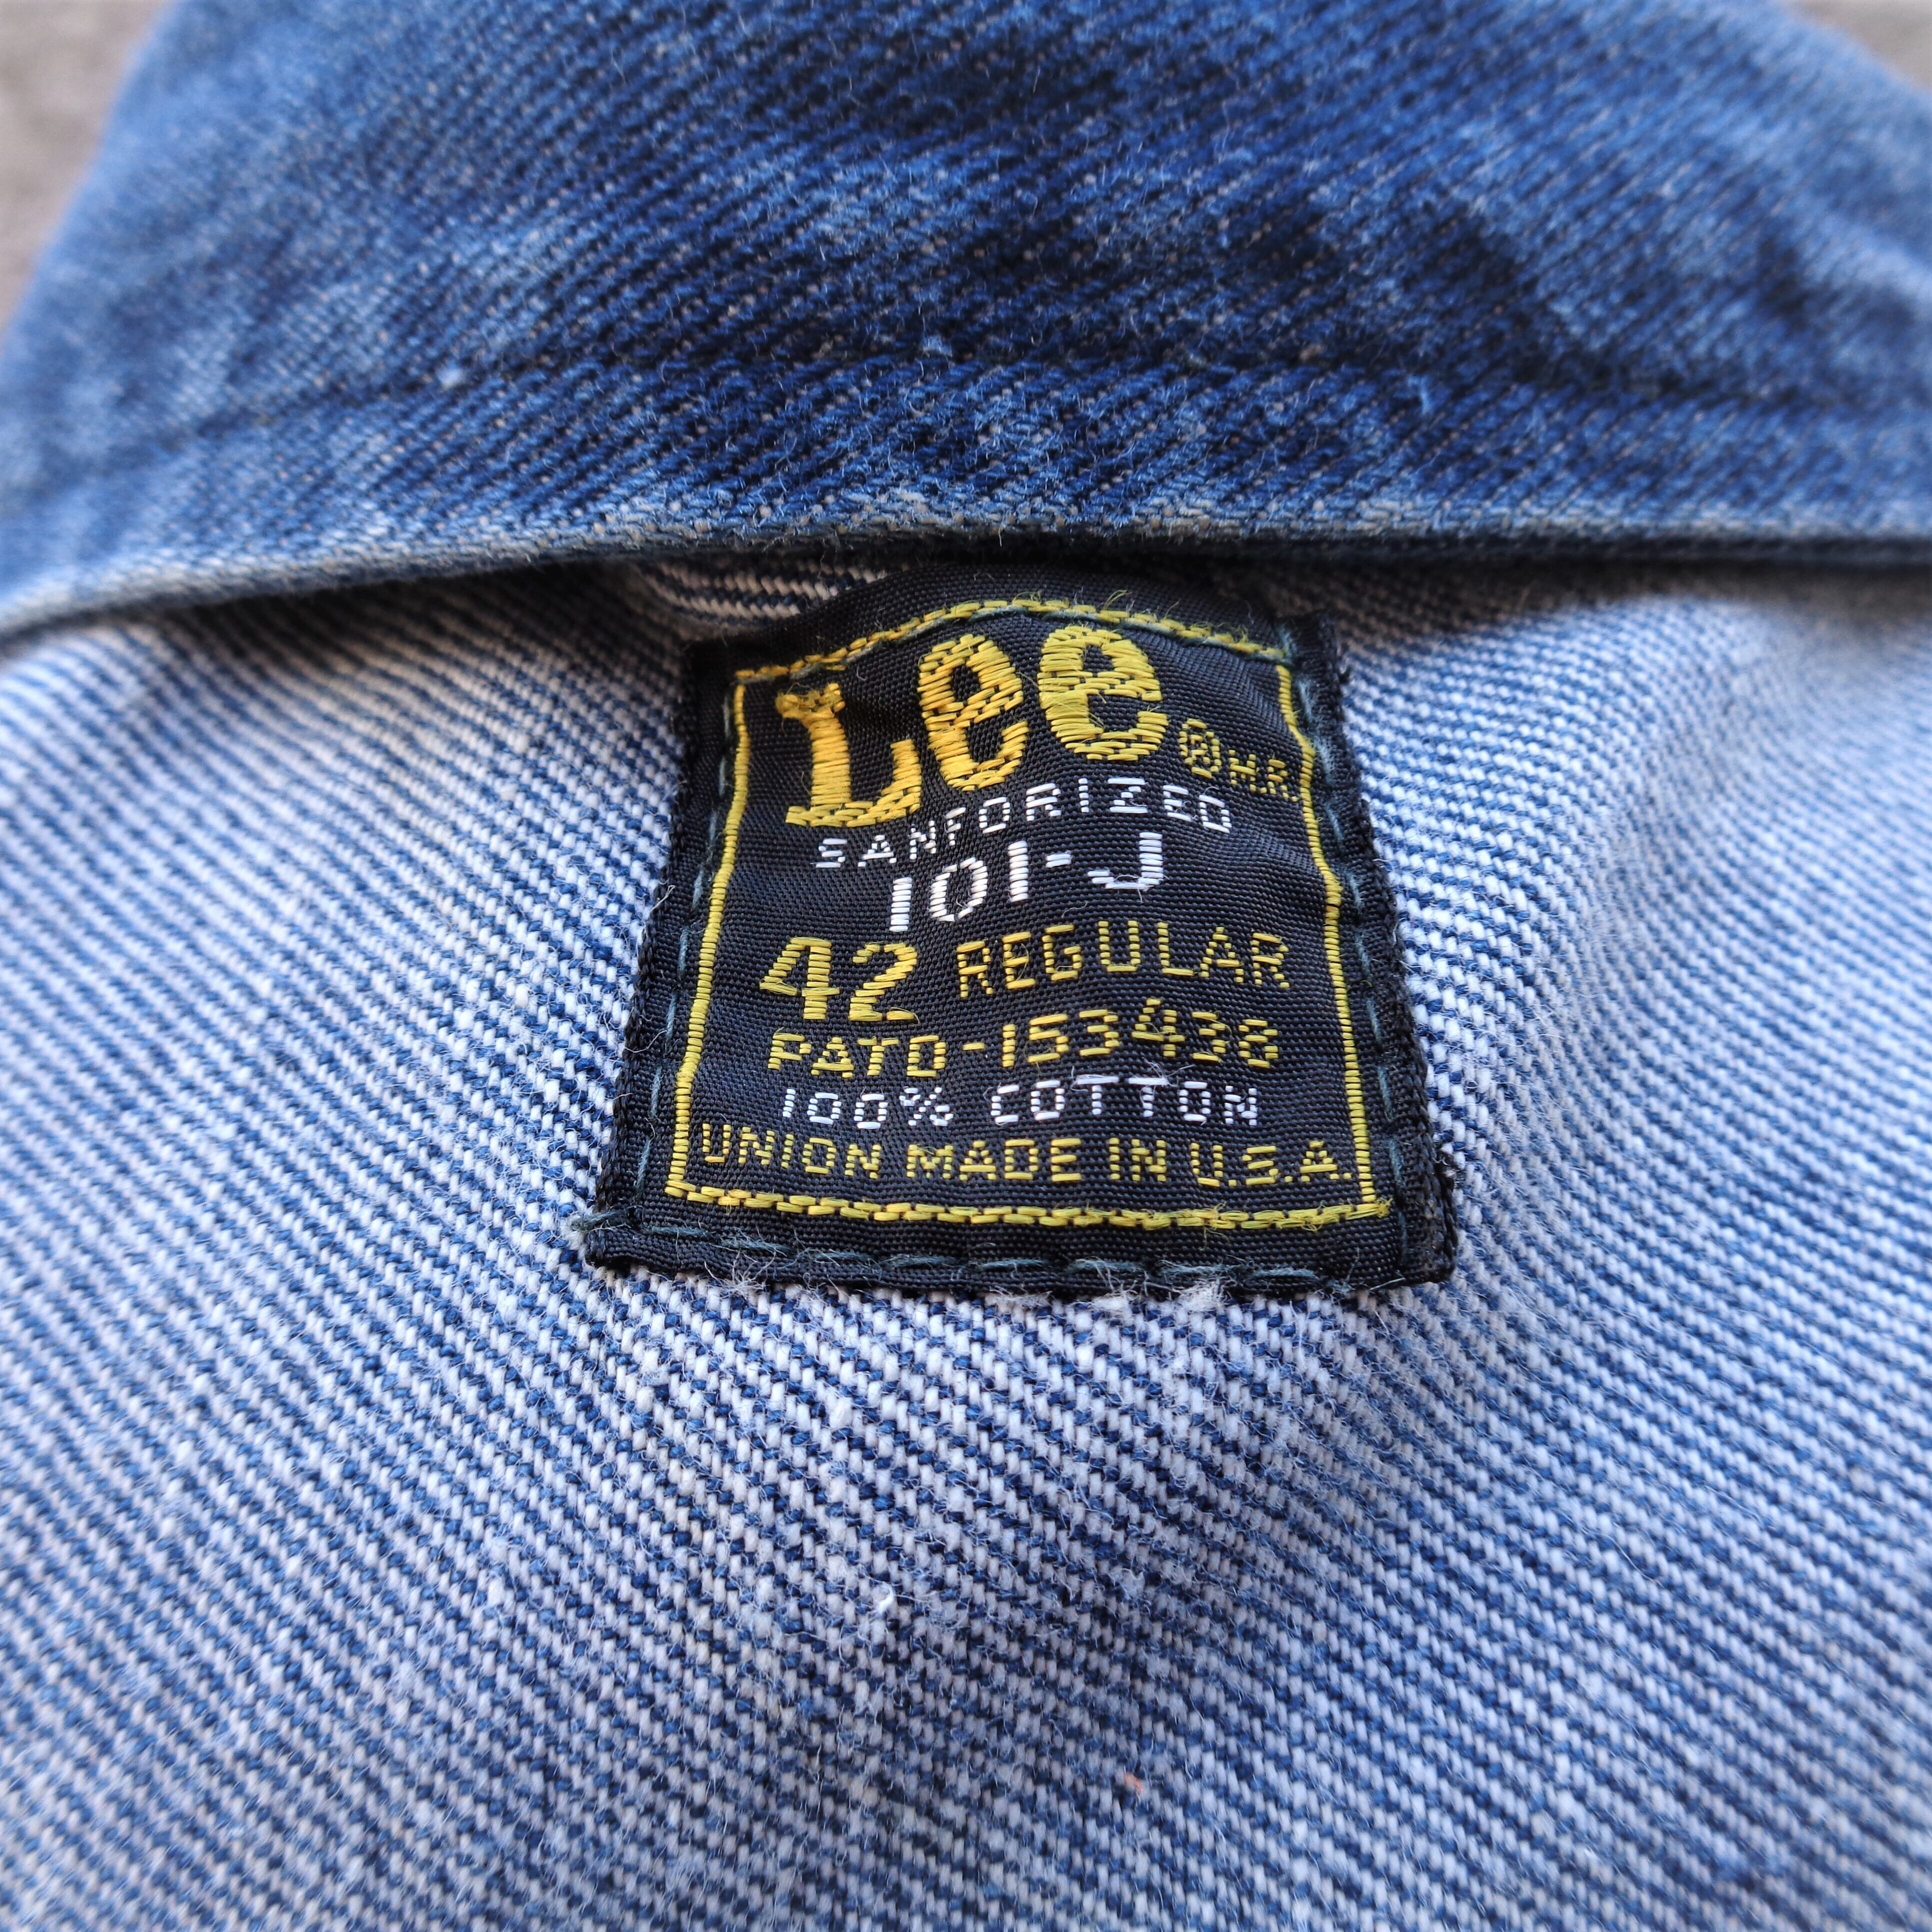 Lee ® M.R.
SANFORIZED
101-J
42 REGULAR
PATD-153438
100% COTTON
UNION MADE IN U.S.A.